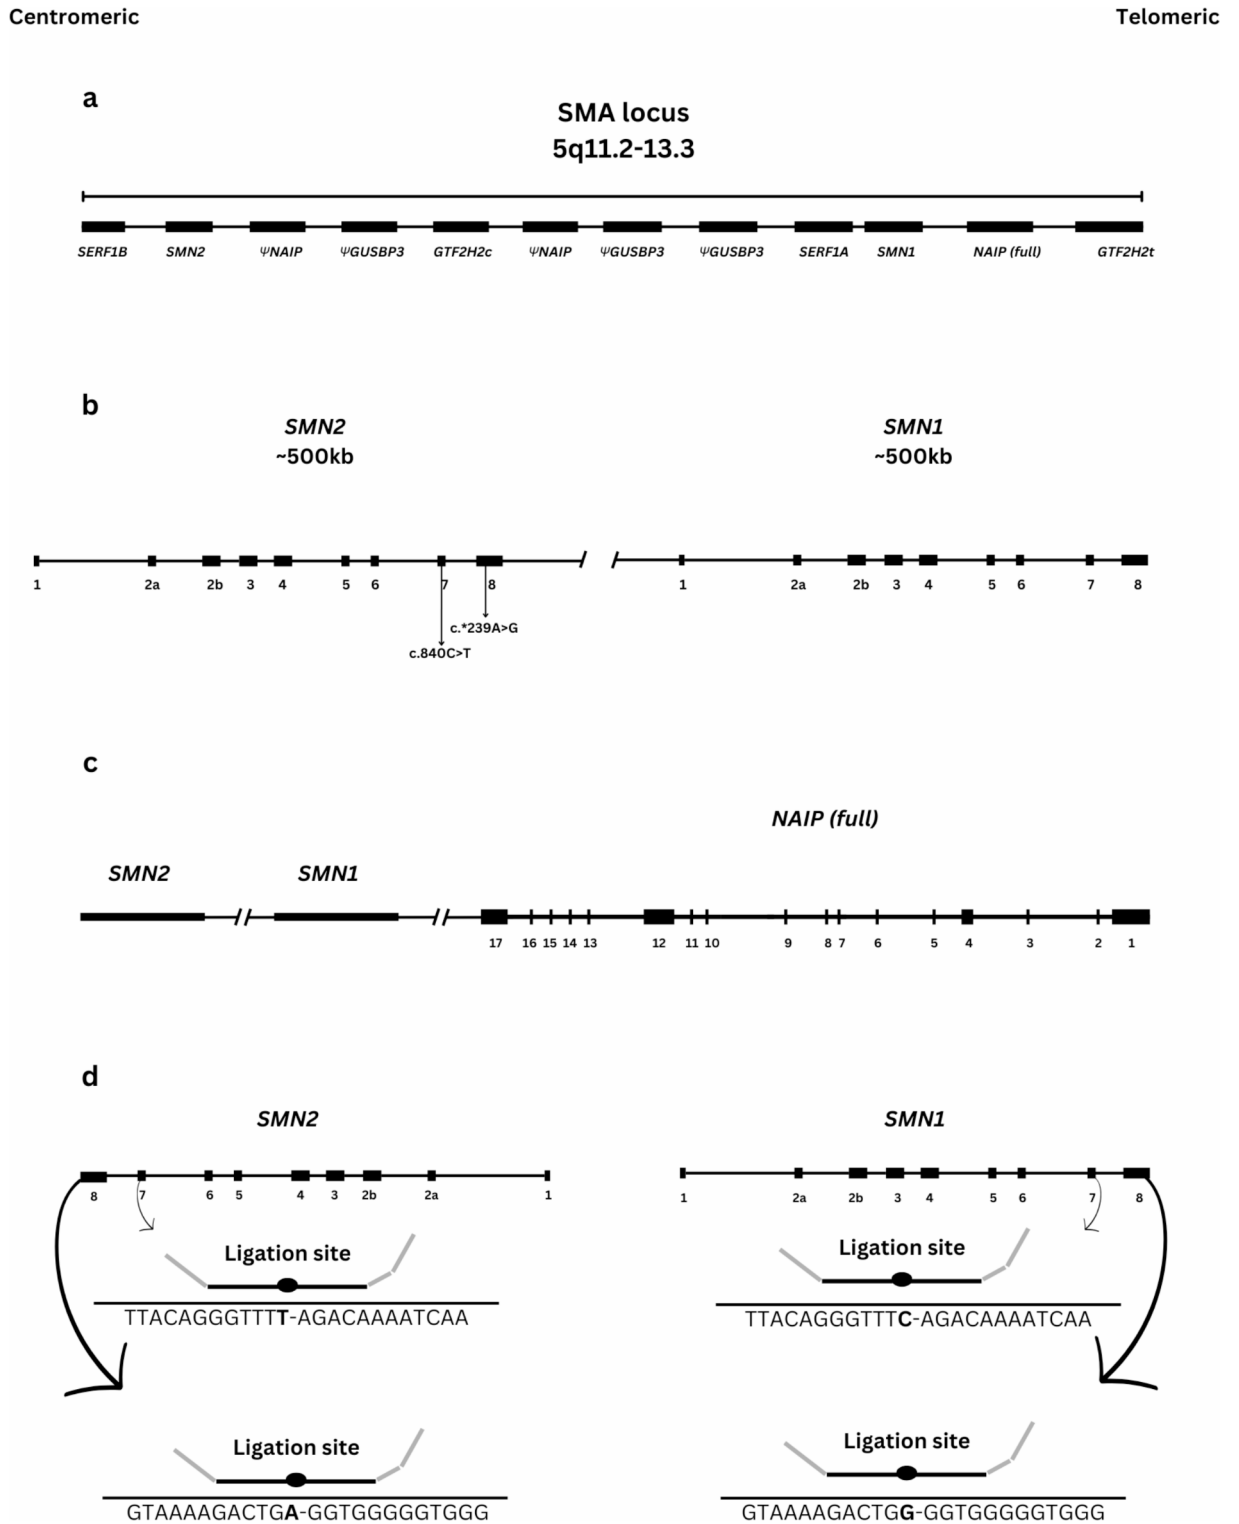 Centromeric Telomeric
a
SMA locus
5q11.2-13.3
SERF1B SMN2 ΨNAIP ΨGUSBP3 GTF2H2c ΨNAIP ΨGUSBP3 ΨGUSBP3 SERF1A SMN1 NAIP (full) GTF2H2t
b
SMN2 SMN1
~500kb ~500kb
1 2a 2b 3 4 5 6 7 8 1 2a 2b 3 4 5 6 7 8
c.*239A>G
c.840C>T
c
NAIP (full)
SMN2 SMN1
17 16 15 14 13 12 11 10 9 8 7 6 5 4 3 2 1
d
SMN2 SMN1
8 7 6 5 4 3 2b 2a 1 1 2a 2b 3 4 5 6 7 8
Ligation site Ligation site
TTACAGGGTTTT-AGACAAAATCAA TTACAGGGTTTC-AGACAAAATCAA
Ligation site Ligation site
GTAAAAGACTGA-GGTGGGGGTGGG GTAAAAGACTGG-GGTGGGGGTGGG